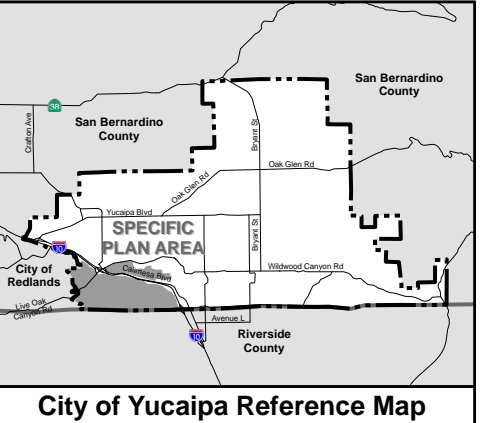 San Bernardino
County
38
San Bernardino
County
Crafton Ave
Bryant St
Oak Glen Rd
Oak Glen Rd
Yucaipa Blvd
SPECIFIC
PLAN AREA
Bryant St
10
City of
Redlands
Calimesa Blvd
Wildwood Canyon Rd
Live Oak
Canyon Rd
Avenue L
10
Riverside
County
City of Yucaipa Reference Map